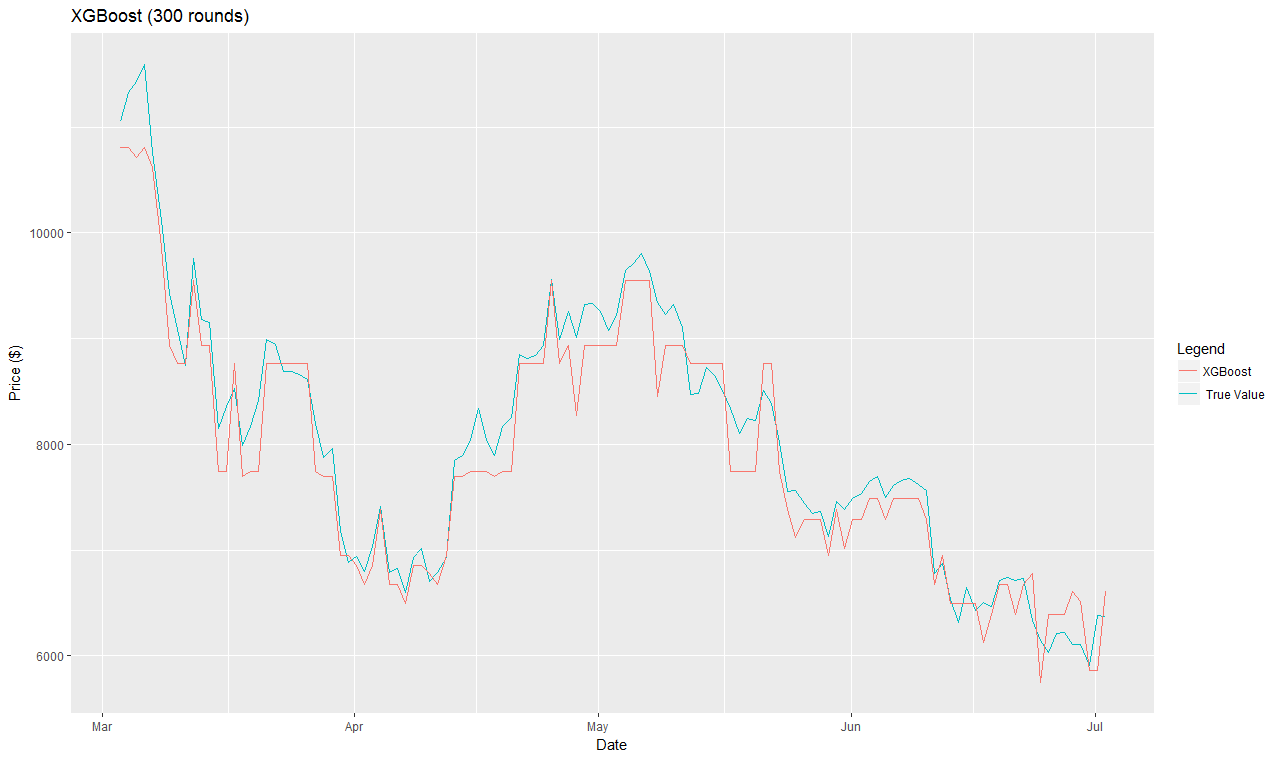 XGBoost (300 rounds)
Price ($)
10000
8000
6000
Mar
Apr
May
Jun
Jul
Date
Legend
XGBoost
True Value